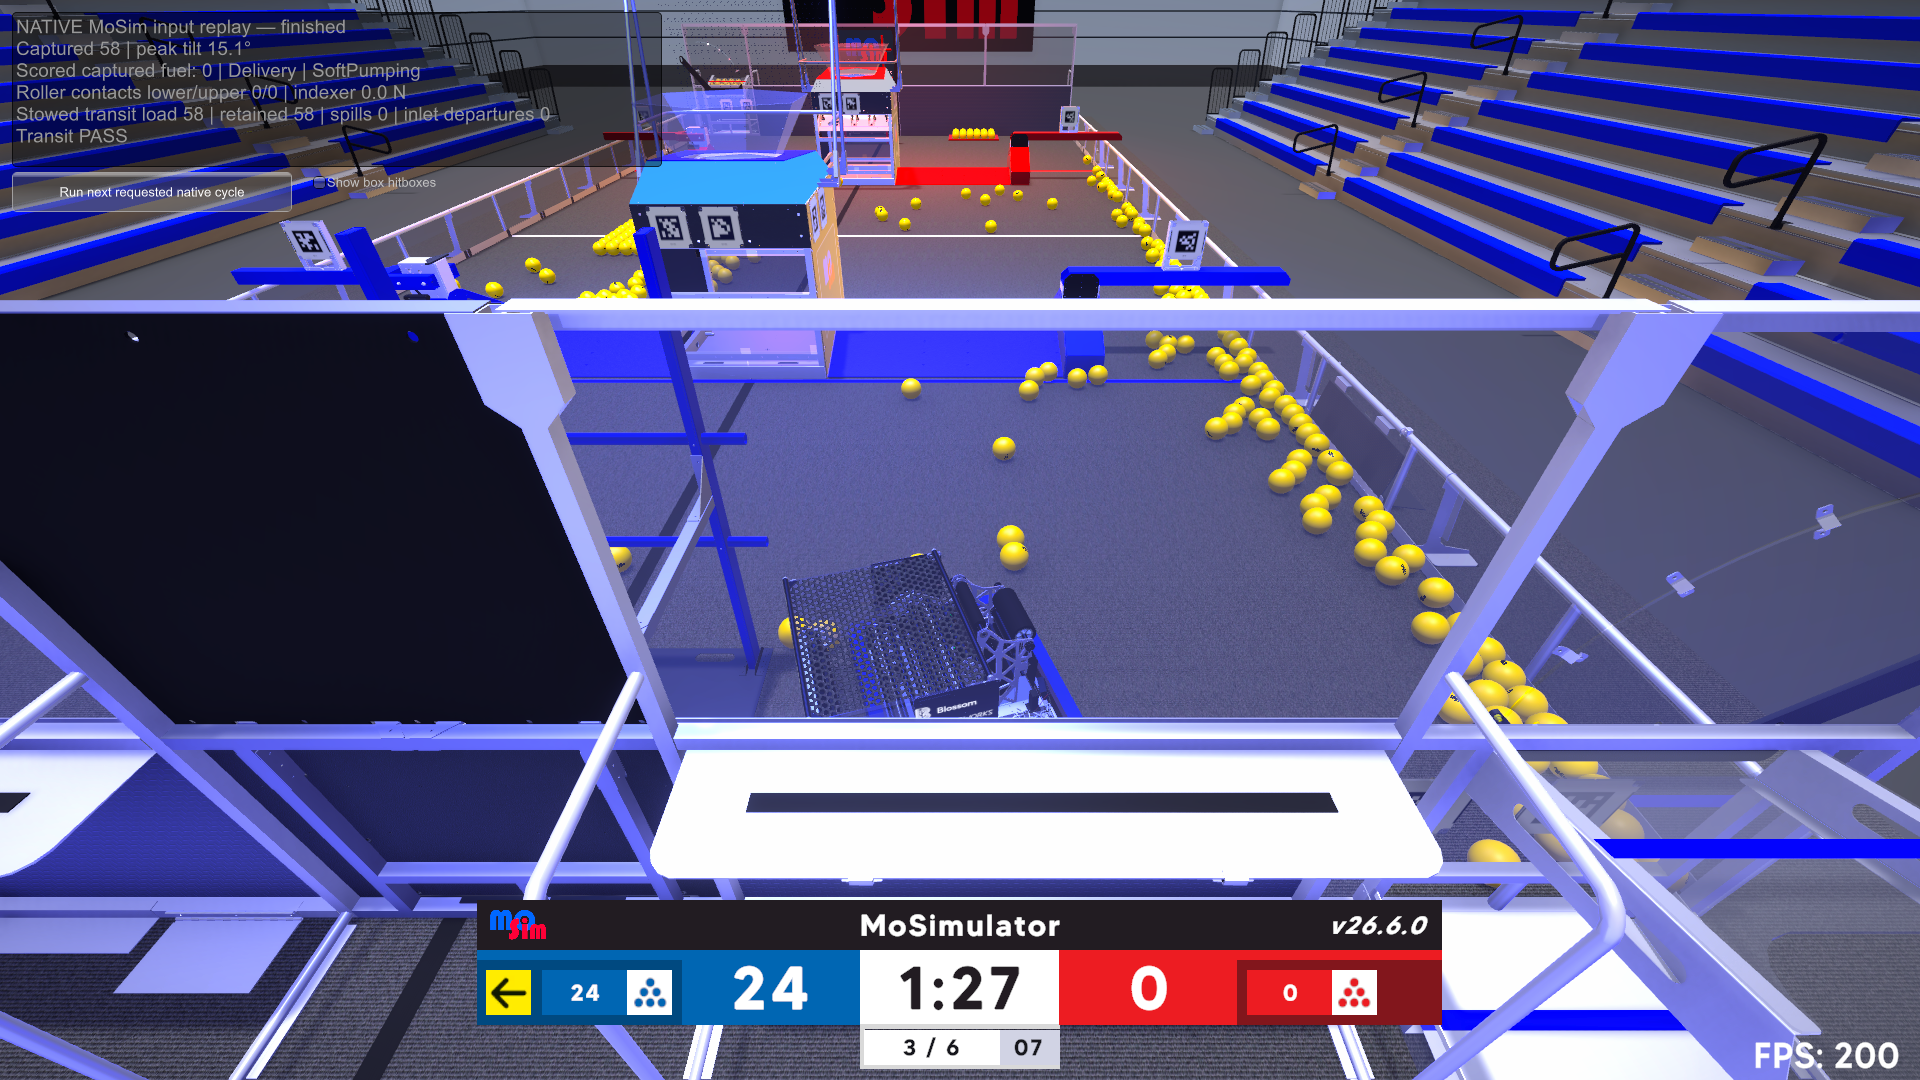 NATIVE MoSim input replay — finished
Captured 58 | peak tilt 15.1°
Scored captured fuel: 0 | Delivery | SoftPumping
Roller contacts lower/upper 0/0 | indexer 0.0 N
Stowed transit load 58 | retained 58 | spills 0 | inlet departures 0
Transit PASS
Run next requested native cycle
Show box hitboxes
Blossom
mosim
MoSimulator
v26.6.0
24
24
1:27
0
0
3 / 6
07
FPS: 200